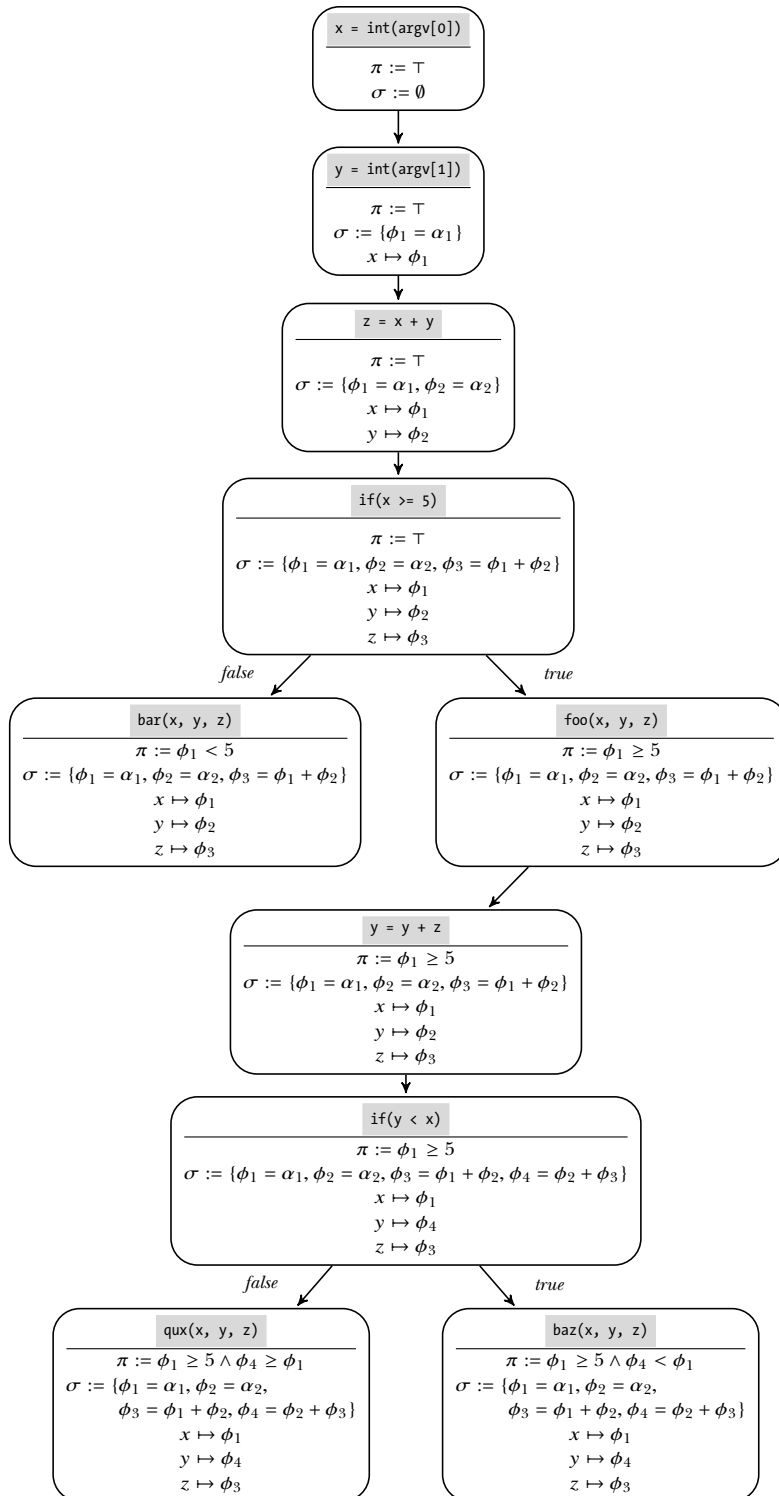 x = int(argv[0])
π := ⊤
σ := ∅
y = int(argv[1])
π := ⊤
σ := {ϕ₁ = α₁}
x ↦ ϕ₁
z = x + y
π := ⊤
σ := {ϕ₁ = α₁, ϕ₂ = α₂}
x ↦ ϕ₁
y ↦ ϕ₂
if(x >= 5)
π := ⊤
σ := {ϕ₁ = α₁, ϕ₂ = α₂, ϕ₃ = ϕ₁ + ϕ₂}
x ↦ ϕ₁
y ↦ ϕ₂
z ↦ ϕ₃
false
true
bar(x, y, z)
π := ϕ₁ < 5
σ := {ϕ₁ = α₁, ϕ₂ = α₂, ϕ₃ = ϕ₁ + ϕ₂}
x ↦ ϕ₁
y ↦ ϕ₂
z ↦ ϕ₃
foo(x, y, z)
π := ϕ₁ ≥ 5
σ := {ϕ₁ = α₁, ϕ₂ = α₂, ϕ₃ = ϕ₁ + ϕ₂}
x ↦ ϕ₁
y ↦ ϕ₂
z ↦ ϕ₃
y = y + z
π := ϕ₁ ≥ 5
σ := {ϕ₁ = α₁, ϕ₂ = α₂, ϕ₃ = ϕ₁ + ϕ₂}
x ↦ ϕ₁
y ↦ ϕ₂
z ↦ ϕ₃
if(y < x)
π := ϕ₁ ≥ 5
σ := {ϕ₁ = α₁, ϕ₂ = α₂, ϕ₃ = ϕ₁ + ϕ₂, ϕ₄ = ϕ₂ + ϕ₃}
x ↦ ϕ₁
y ↦ ϕ₄
z ↦ ϕ₃
false
true
qux(x, y, z)
π := ϕ₁ ≥ 5 ∧ ϕ₄ ≥ ϕ₁
σ := {ϕ₁ = α₁, ϕ₂ = α₂,
ϕ₃ = ϕ₁ + ϕ₂, ϕ₄ = ϕ₂ + ϕ₃}
x ↦ ϕ₁
y ↦ ϕ₄
z ↦ ϕ₃
baz(x, y, z)
π := ϕ₁ ≥ 5 ∧ ϕ₄ < ϕ₁
σ := {ϕ₁ = α₁, ϕ₂ = α₂,
ϕ₃ = ϕ₁ + ϕ₂, ϕ₄ = ϕ₂ + ϕ₃}
x ↦ ϕ₁
y ↦ ϕ₄
z ↦ ϕ₃